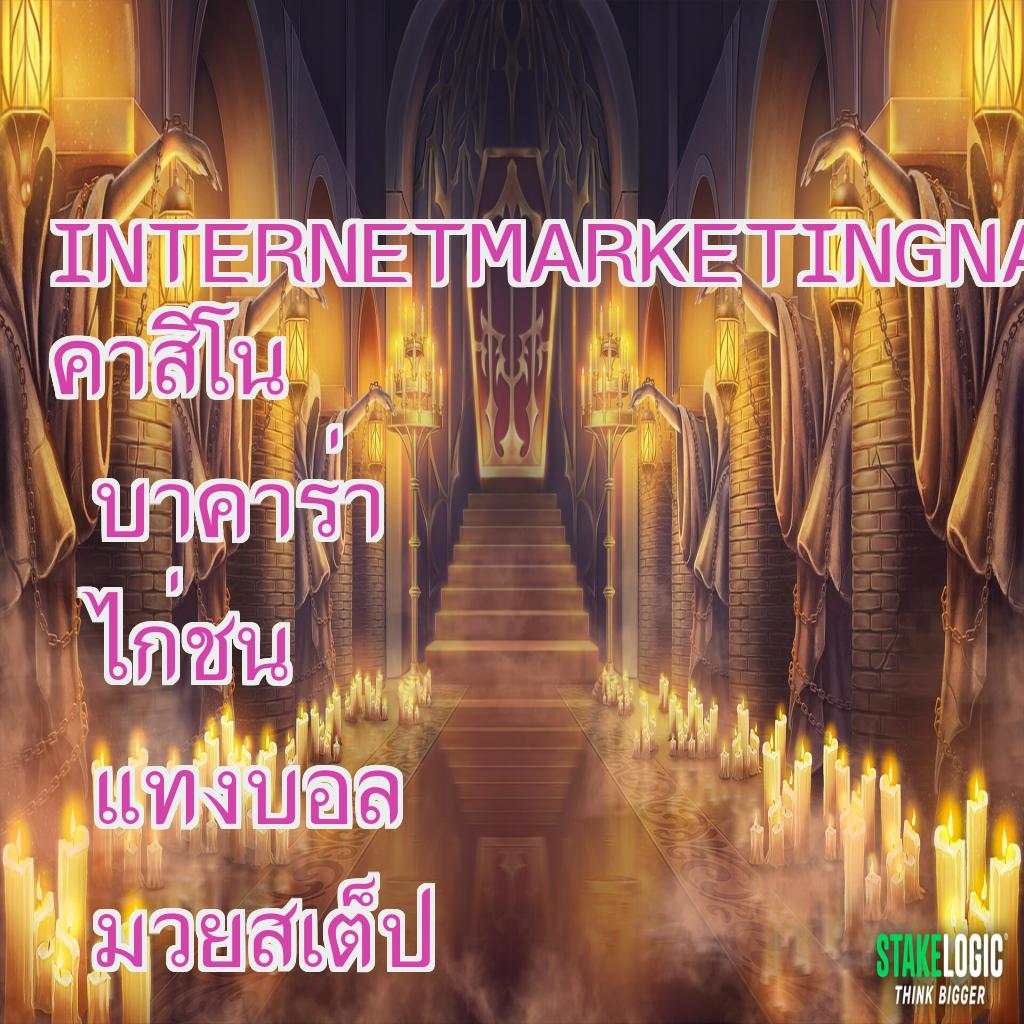 INTERNETMARKETINGNA
คาสิโน
บาคาร่า
ไก่ชน
แทงบอล
มวยสเต็ป
STAKELOGIC
THINK BIGGER